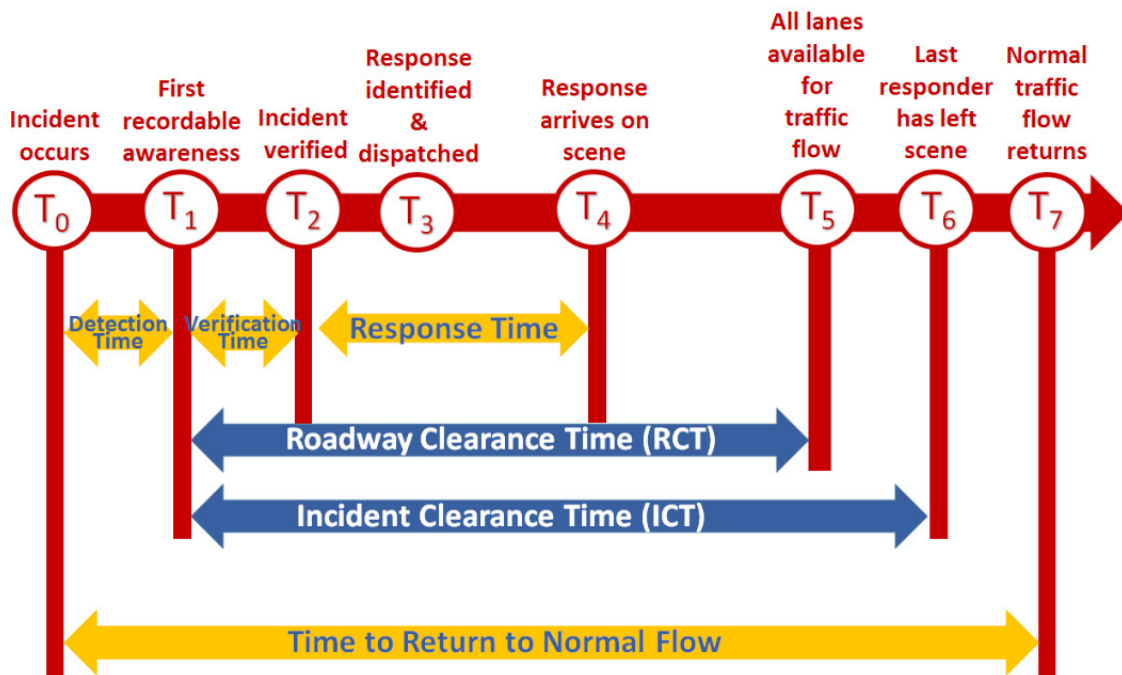 Incident
occurs
First
recordable
awareness
Incident
verified
Response
identified
&
dispatched
Response
arrives on
scene
All lanes
available
for
traffic
flow
Last
responder
has left
scene
Normal
traffic
flow
returns
T0
T1
T2
T3
T4
T5
T6
T7
Detection
Time
Verification
Time
Response Time
Roadway Clearance Time (RCT)
Incident Clearance Time (ICT)
Time to Return to Normal Flow